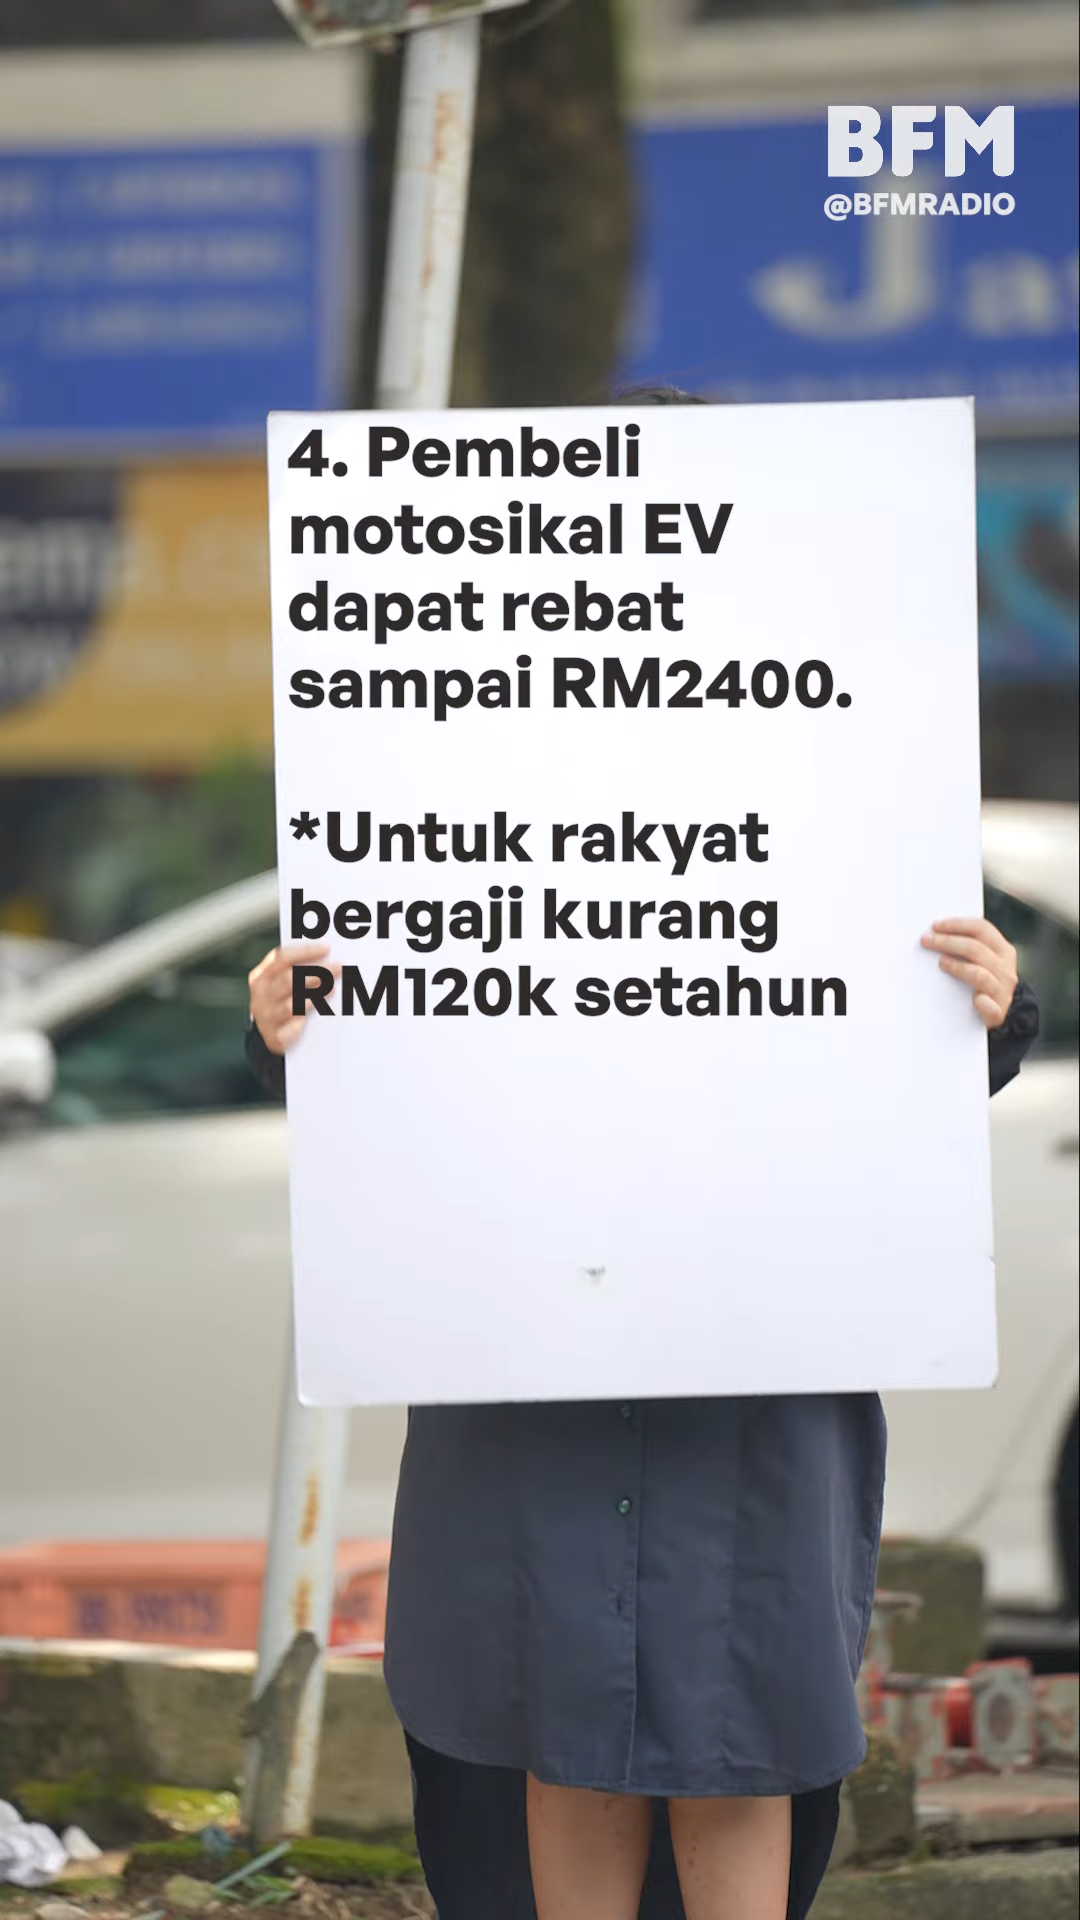 BFM
@BFMRADIO
4. Pembeli
motosikal EV
dapat rebat
sampai RM2400.
*Untuk rakyat
bergaji kurang
RM120k setahun